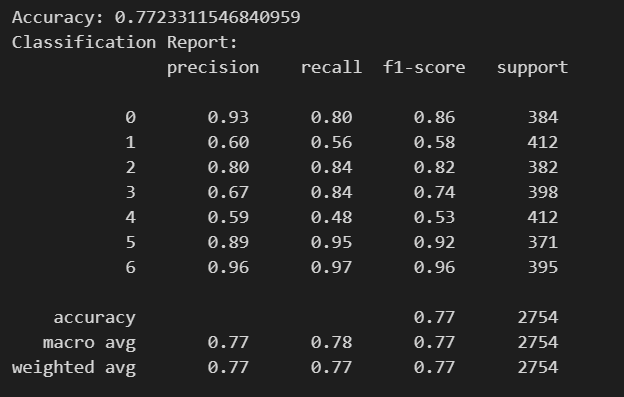 Accuracy: 0.7723311546840959
Classification Report:
precision recall f1-score support
0 0.93 0.80 0.86 384
1 0.60 0.56 0.58 412
2 0.80 0.84 0.82 382
3 0.67 0.84 0.74 398
4 0.59 0.48 0.53 412
5 0.89 0.95 0.92 371
6 0.96 0.97 0.96 395
accuracy 0.77 2754
macro avg 0.77 0.78 0.77 2754
weighted avg 0.77 0.77 0.77 2754